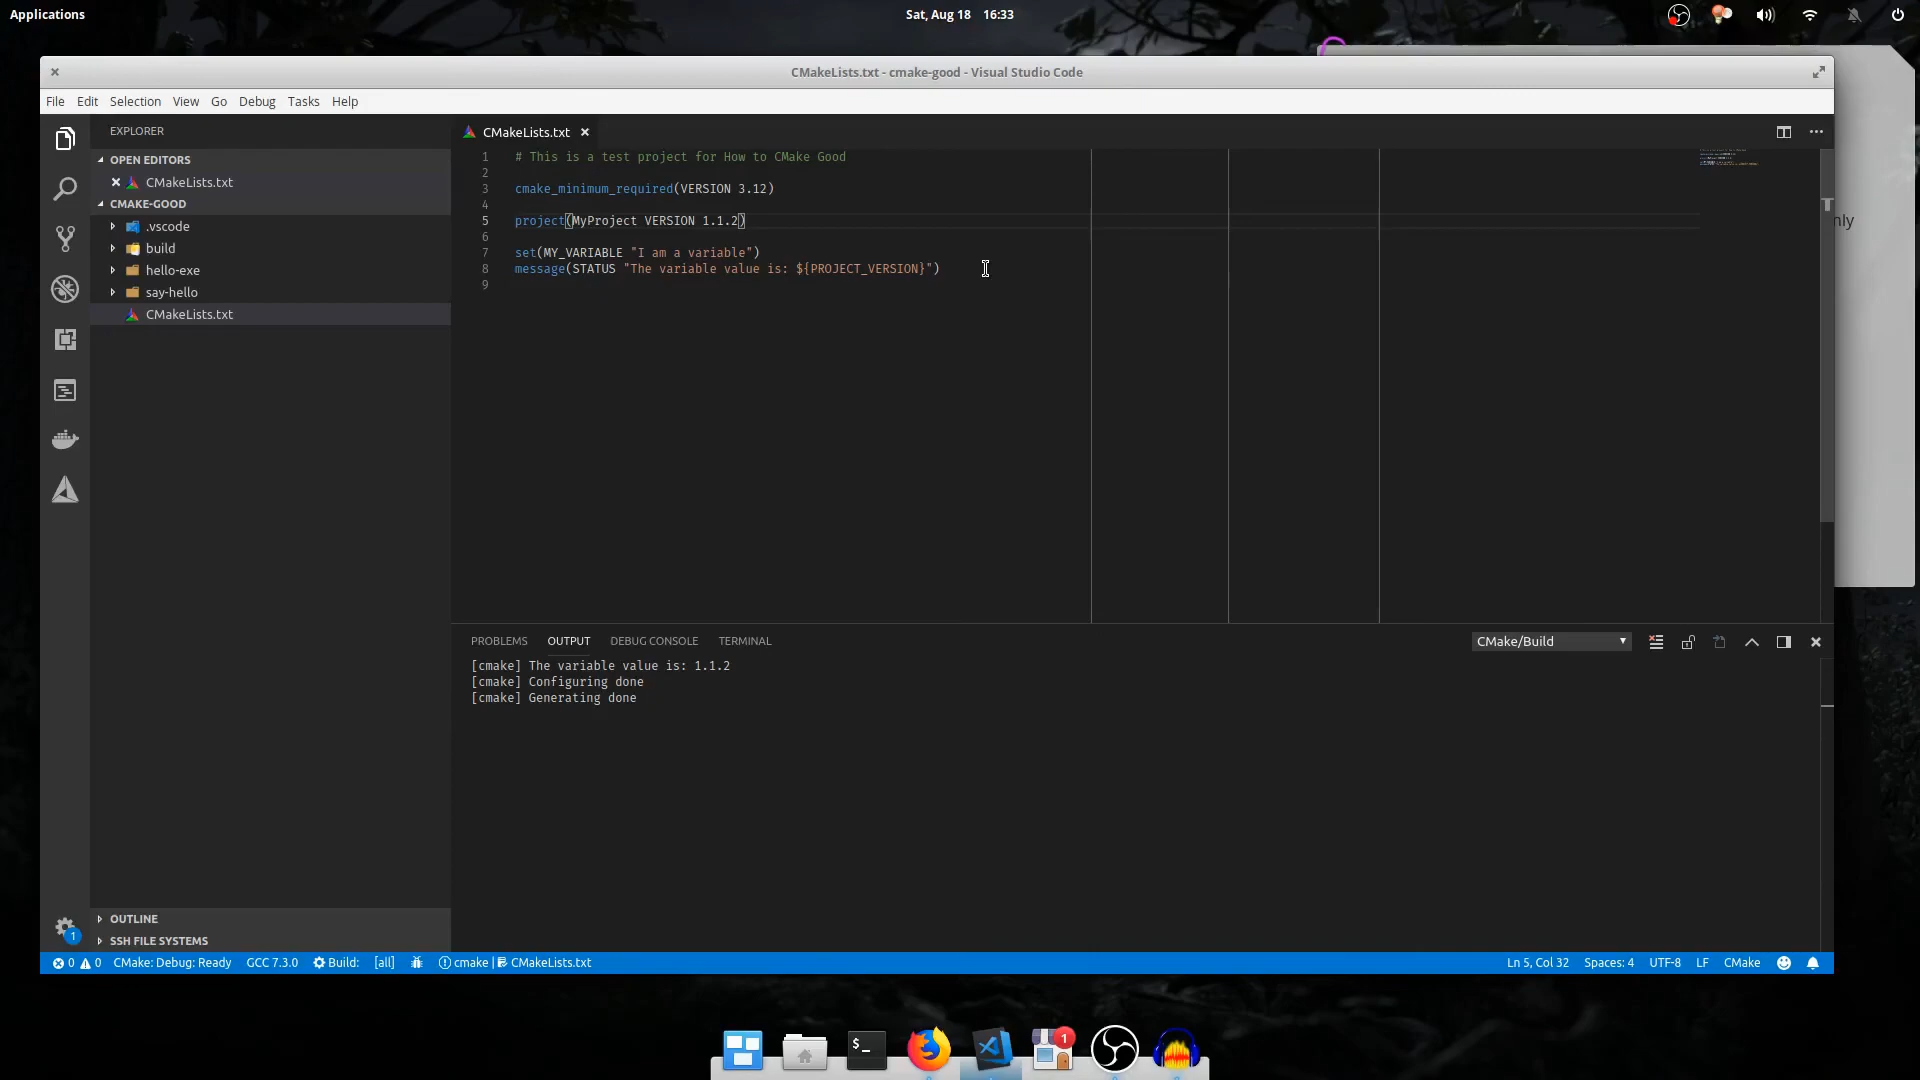 Applications
Sat, Aug 18 16:33
CMakeLists.txt - cmake-good - Visual Studio Code
File Edit Selection View Go Debug Tasks Help
EXPLORER
OPEN EDITORS
CMakeLists.txt
CMAKE-GOOD
.vscode
build
hello-exe
say-hello
CMakeLists.txt
OUTLINE
SSH FILE SYSTEMS
1
CMakeLists.txt
1 # This is a test project for How to CMake Good
2
3 cmake_minimum_required(VERSION 3.12)
4
5 project(MyProject VERSION 1.1.2)
6
7 set(MY_VARIABLE "I am a variable")
8 message(STATUS "The variable value is: ${PROJECT_VERSION}")
9
T
nly
PROBLEMS OUTPUT DEBUG CONSOLE TERMINAL
CMake/Build
[cmake] The variable value is: 1.1.2
[cmake] Configuring done
[cmake] Generating done
0 0 CMake: Debug: Ready GCC 7.3.0 Build: [all] cmake | CMakeLists.txt
Ln 5, Col 32 Spaces: 4 UTF-8 LF CMake
$ >_
1